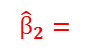 β̂₂ =